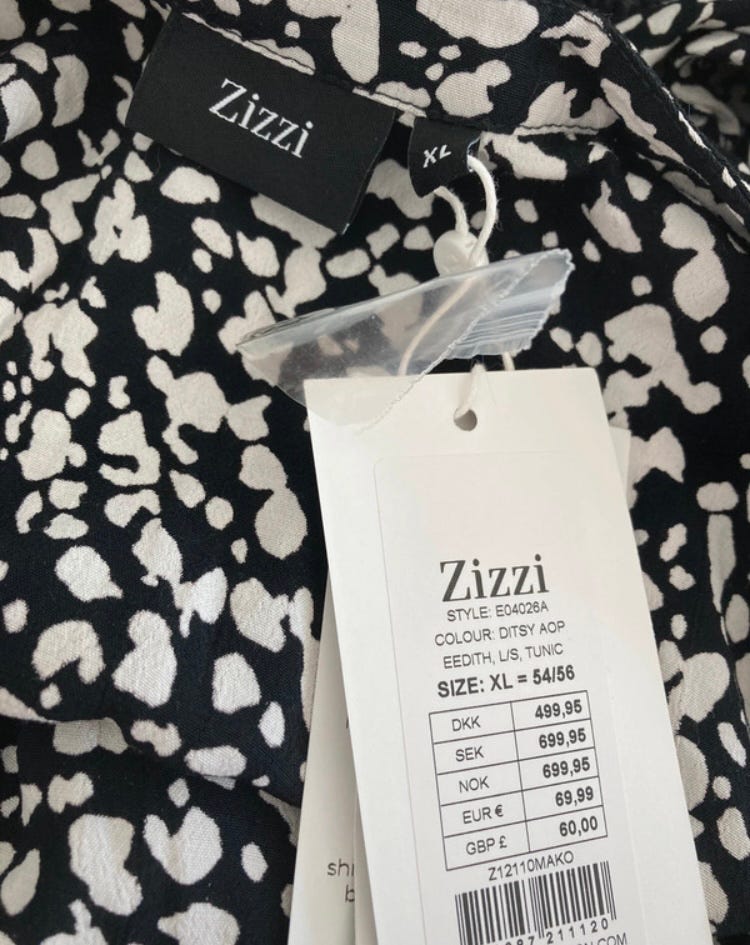 Zizzi
XL
Zizzi
STYLE: E04026A
COLOUR: DITSY AOP
EEDITH, L/S, TUNIC
SIZE: XL = 54/56
DKK 499,95
SEK 699,95
NOK 699,95
EUR € 69,99
GBP £ 60,00
Z12110MAKO
211120